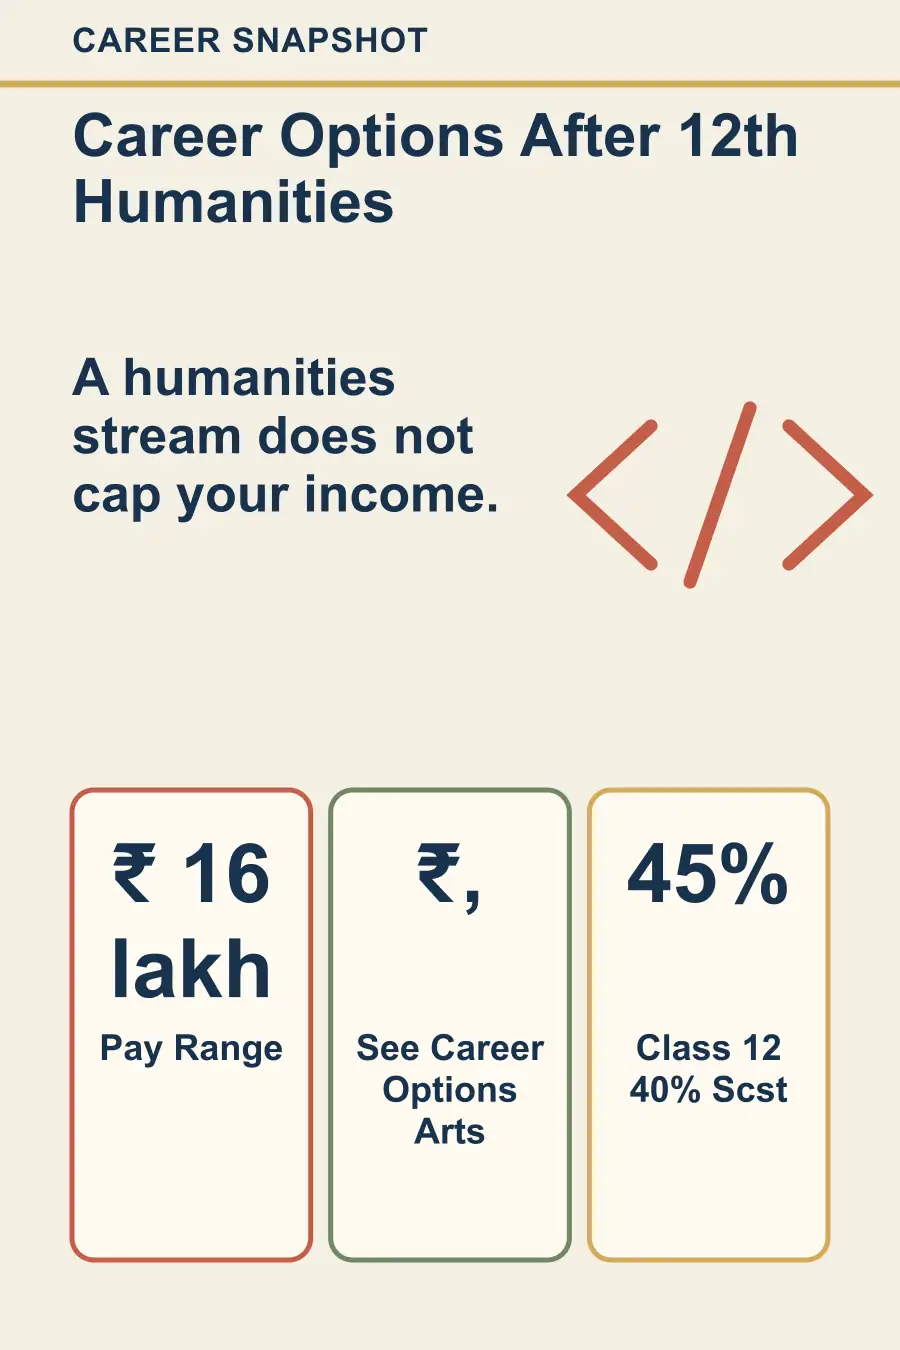 CAREER SNAPSHOT
Career Options After 12th
Humanities
A humanities
stream does not
cap your income.
</>
₹ 16
lakh
Pay Range
₹,
See Career
Options
Arts
45%
Class 12
40% Scst